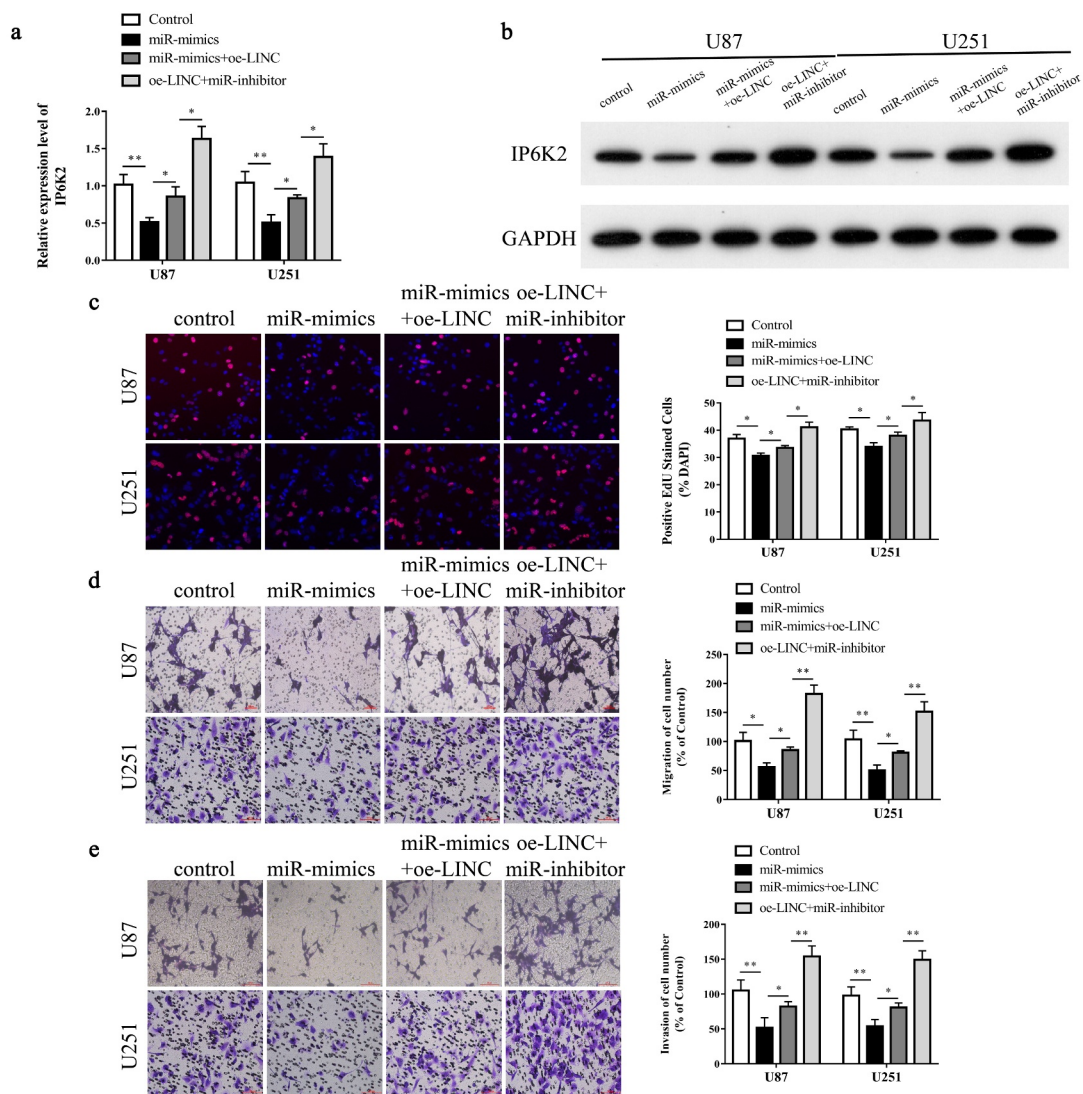 a
Control
miR-mimics
miR-mimics+oe-LINC
oe-LINC+miR-inhibitor
Relative expression level of
IP6K2
2.0
1.5
1.0
0.5
0.0
**
*
*
**
*
*
U87
U251
b
U87
U251
control
miR-mimics
miR-mimics
+oe-LINC
oe-LINC+
miR-inhibitor
control
miR-mimics
miR-mimics
+oe-LINC
oe-LINC+
miR-inhibitor
IP6K2
GAPDH
c
control
miR-mimics
miR-mimics
+oe-LINC
oe-LINC+
miR-inhibitor
U87
U251
Control
miR-mimics
miR-mimics+oe-LINC
oe-LINC+miR-inhibitor
Positive EdU Stained Cells
(% DAPI)
50
40
30
20
10
0
*
*
*
*
*
*
U87
U251
d
control
miR-mimics
miR-mimics
+oe-LINC
oe-LINC+
miR-inhibitor
U87
U251
Control
miR-mimics
miR-mimics+oe-LINC
oe-LINC+miR-inhibitor
Migration of cell number
(% of Control)
250
200
150
100
50
0
*
*
**
**
*
**
U87
U251
e
control
miR-mimics
miR-mimics
+oe-LINC
oe-LINC+
miR-inhibitor
U87
U251
Control
miR-mimics
miR-mimics+oe-LINC
oe-LINC+miR-inhibitor
Invasion of cell number
(% of Control)
200
150
100
50
0
**
*
**
**
*
**
U87
U251